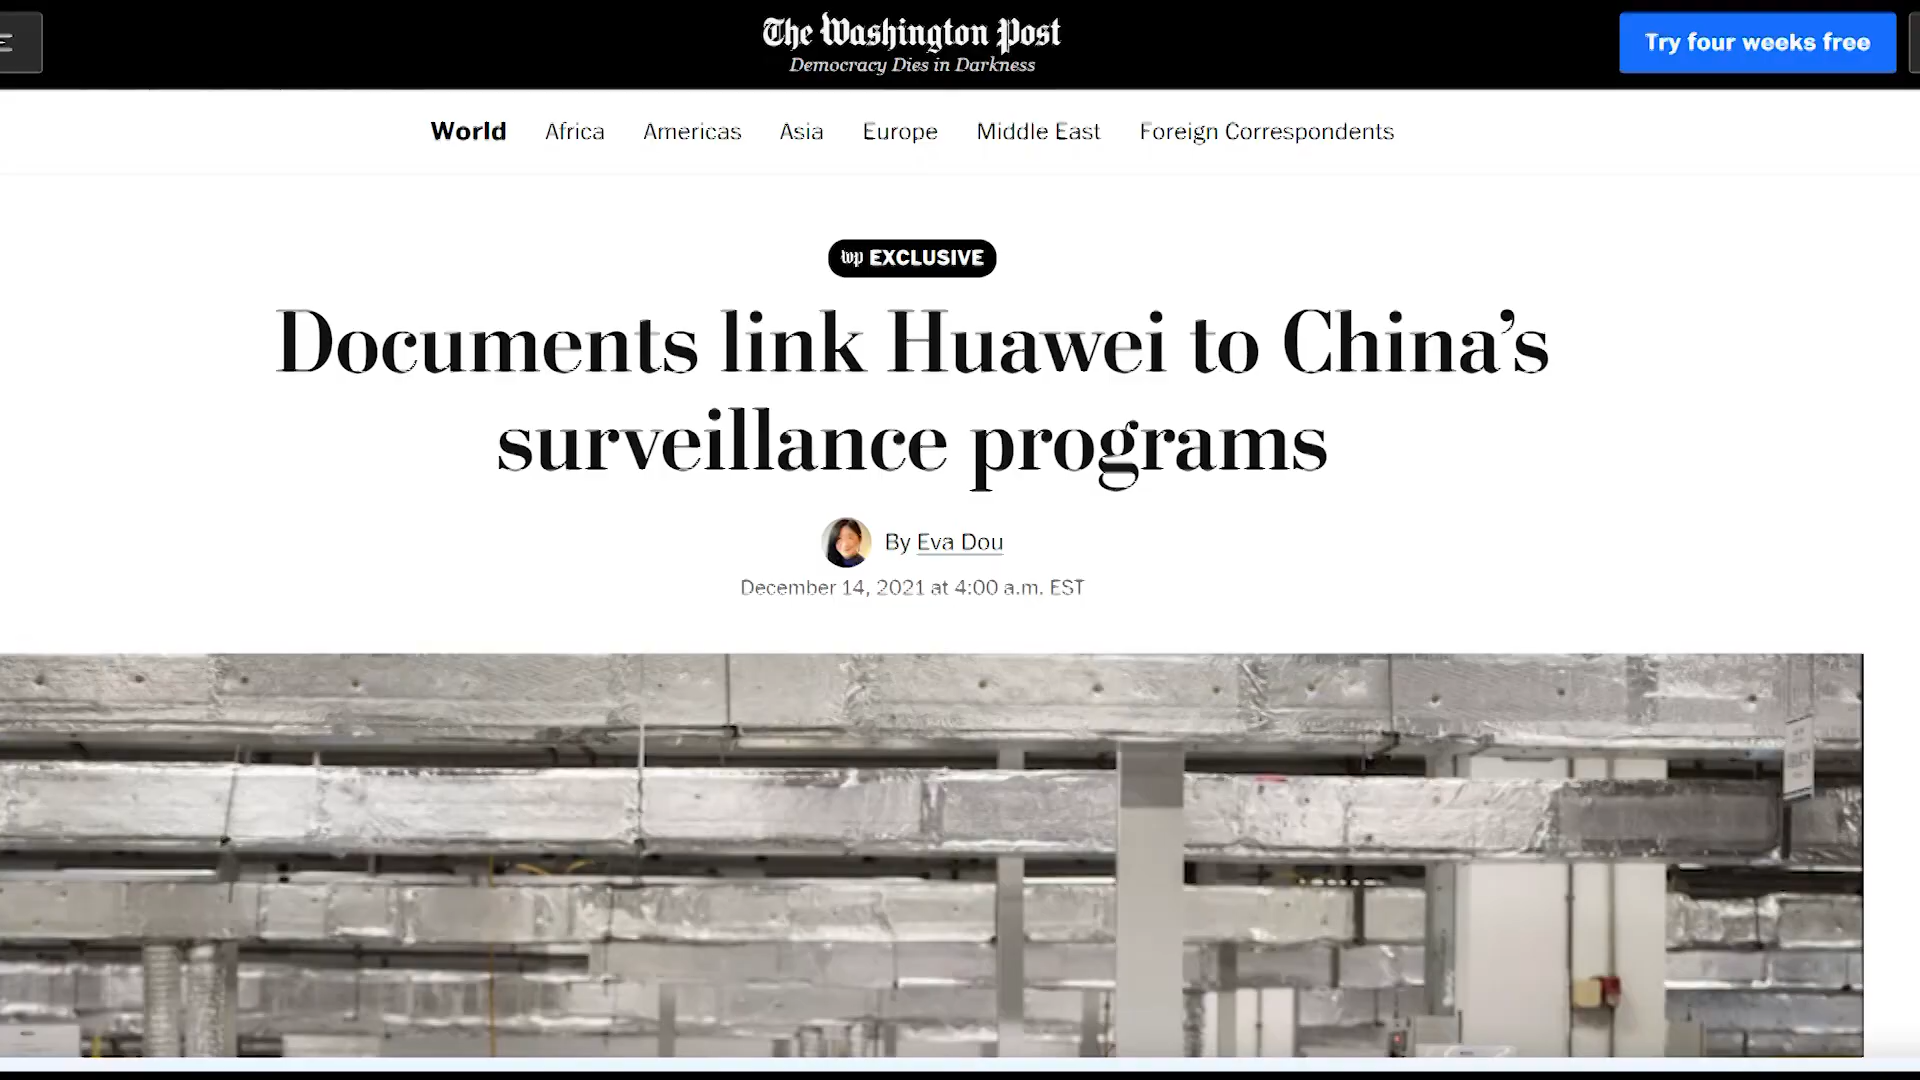 The Washington Post
Democracy Dies in Darkness
Try four weeks free
World Africa Americas Asia Europe Middle East Foreign Correspondents
wp EXCLUSIVE
Documents link Huawei to China’s
surveillance programs
By Eva Dou
December 14, 2021 at 4:00 a.m. EST